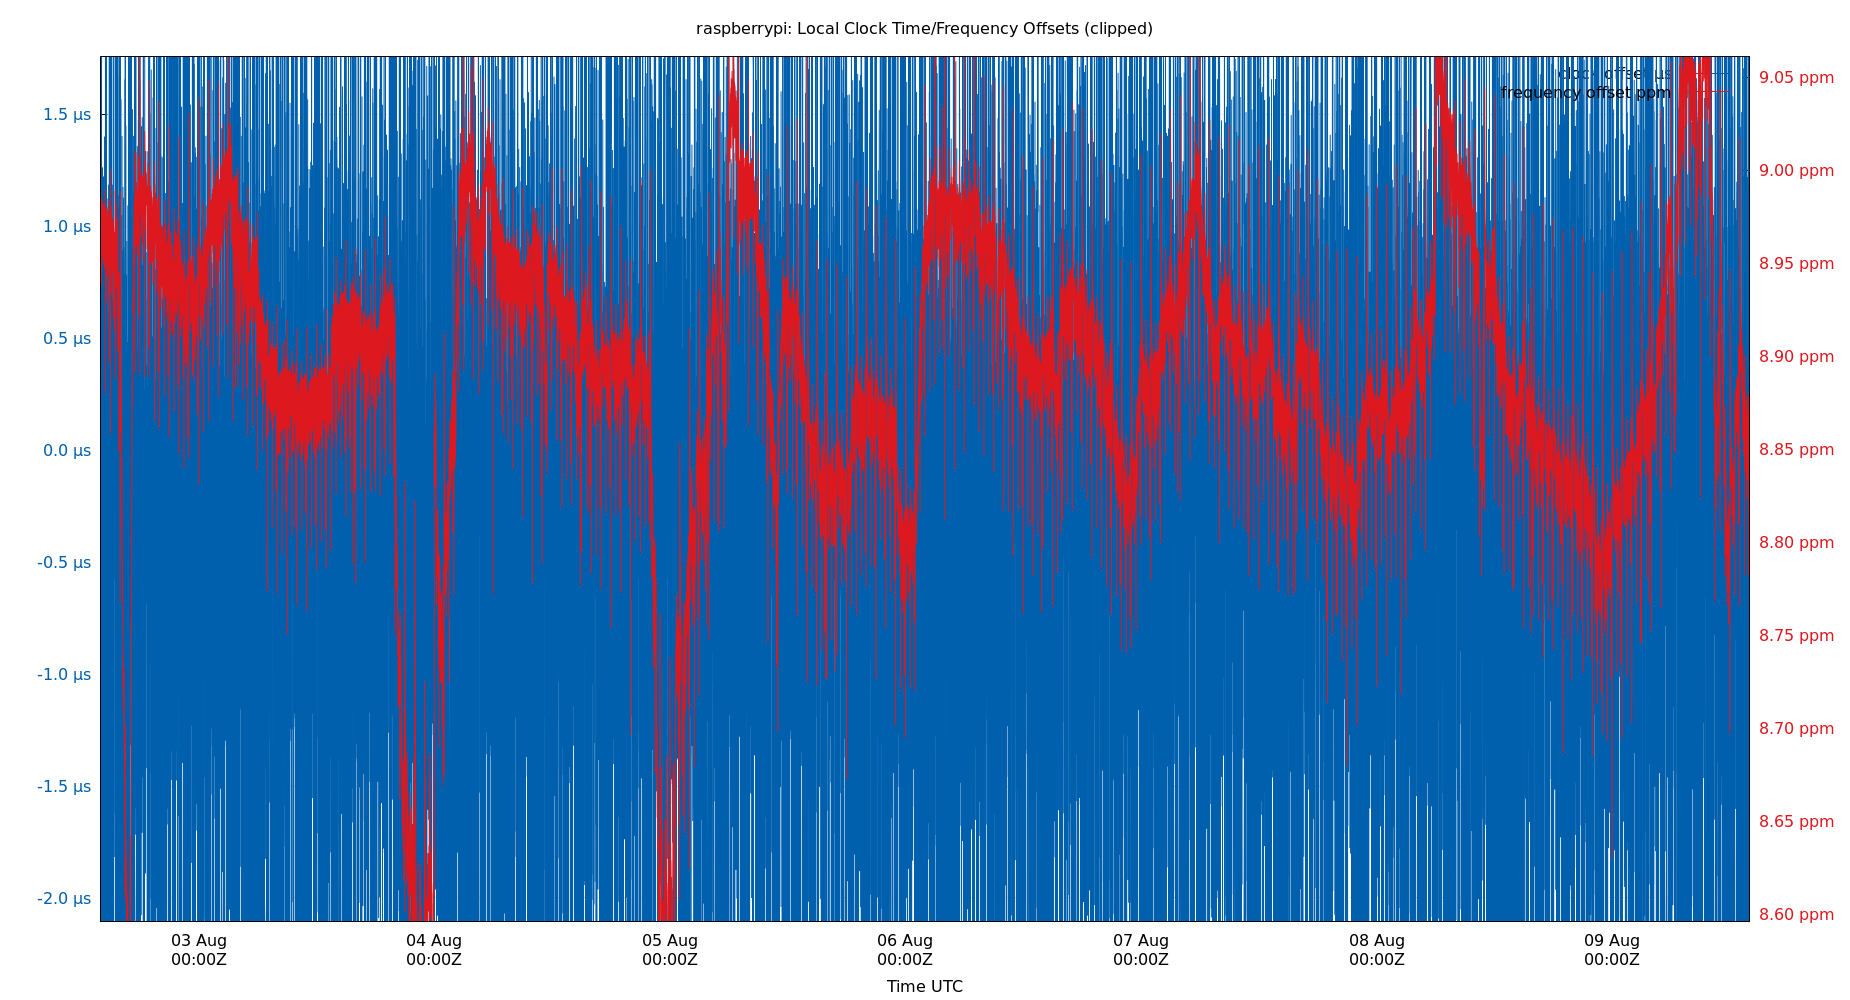 raspberrypi: Local Clock Time/Frequency Offsets (clipped)
clock offset µs
frequency offset ppm
1.5 µs
1.0 µs
0.5 µs
0.0 µs
-0.5 µs
-1.0 µs
-1.5 µs
-2.0 µs
9.05 ppm
9.00 ppm
8.95 ppm
8.90 ppm
8.85 ppm
8.80 ppm
8.75 ppm
8.70 ppm
8.65 ppm
8.60 ppm
03 Aug
00:00Z
04 Aug
00:00Z
05 Aug
00:00Z
06 Aug
00:00Z
07 Aug
00:00Z
08 Aug
00:00Z
09 Aug
00:00Z
Time UTC